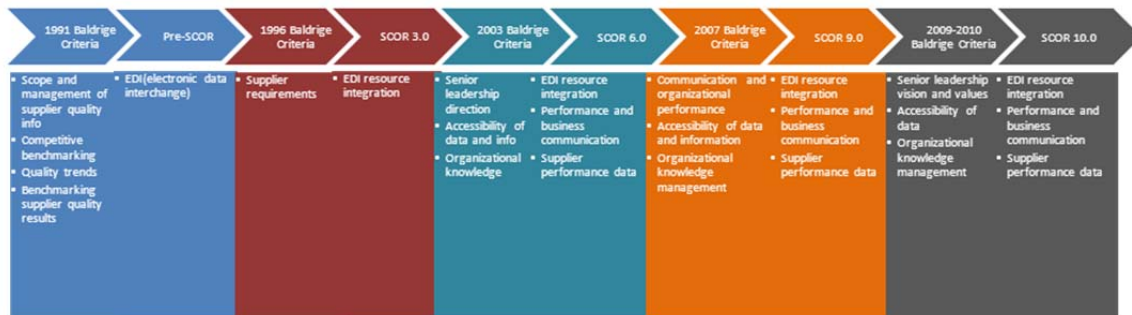 1991 Baldrige
Criteria
Pre-SCOR
1996 Baldrige
Criteria
SCOR 3.0
2003 Baldrige
Criteria
SCOR 6.0
2007 Baldrige
Criteria
SCOR 9.0
2009-2010
Baldrige Criteria
SCOR 10.0
▪ Scope and
management of
supplier quality
info
▪ Competitive
benchmarking
▪ Quality trends
▪ Benchmarking
supplier quality
results
▪ EDI(electronic data
interchange)
▪ Supplier
requirements
▪ EDI resource
integration
▪ Senior
leadership
direction
▪ Accessibility of
data and info
▪ Organizational
knowledge
▪ EDI resource
integration
▪ Performance and
business
communication
▪ Supplier
performance data
▪ Communication and
organizational
performance
▪ Accessibility of data
and information
▪ Organizational
knowledge
management
▪ EDI resource
integration
▪ Performance and
business
communication
▪ Supplier
performance data
▪ Senior leadership
vision and values
▪ Accessibility of
data
▪ Organizational
knowledge
management
▪ EDI resource
integration
▪ Performance and
business
communication
▪ Supplier
performance data